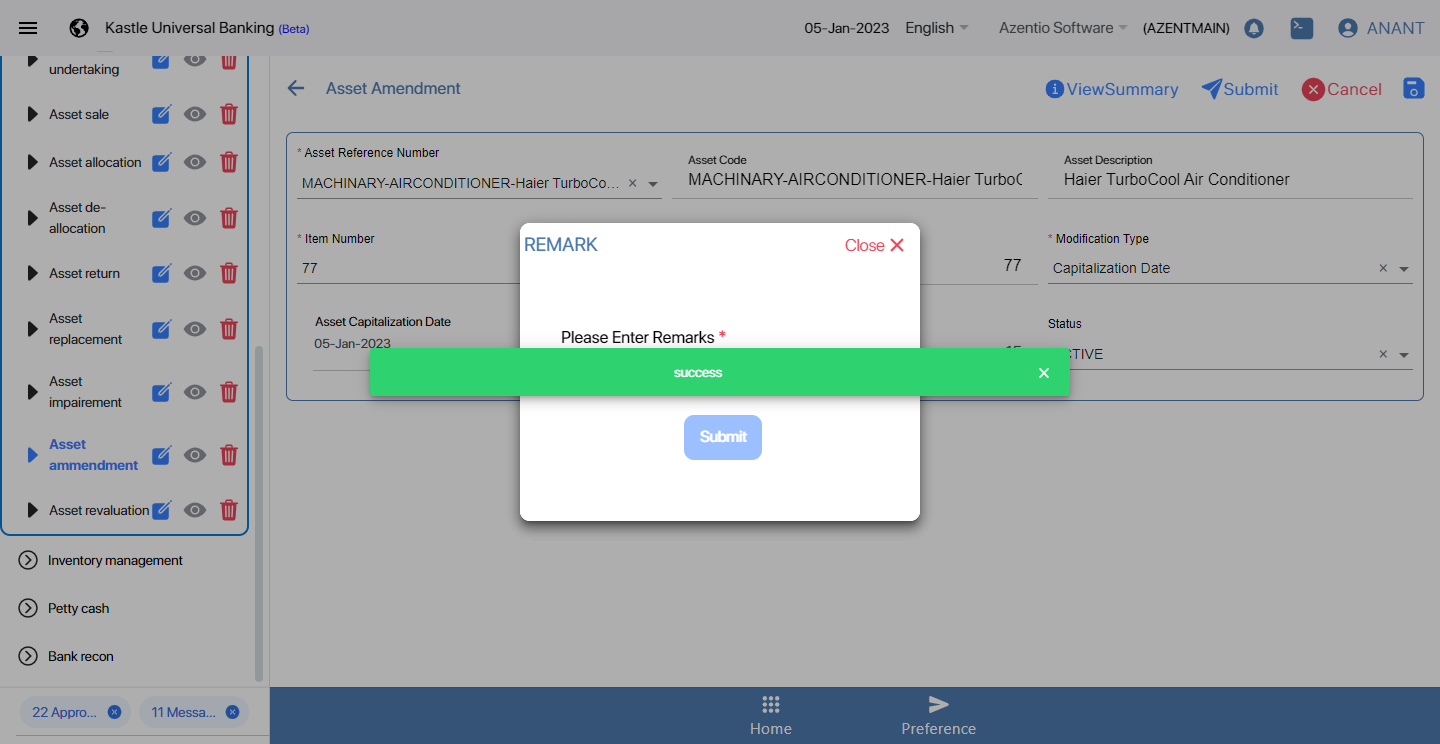 Kastle Universal Banking (Beta)
05-Jan-2023
English
Azentio Software
(AZENTMAIN)
ANANT
undertaking
Asset sale
Asset allocation
Asset de-
allocation
Asset return
Asset
replacement
Asset
impairement
Asset
ammendment
Asset revaluation
Inventory management
Petty cash
Bank recon
22 Appro...
11 Messa...
Asset Amendment
ViewSummary
Submit
Cancel
* Asset Reference Number
MACHINARY-AIRCONDITIONER-Haier TurboCo...
Asset Code
MACHINARY-AIRCONDITIONER-Haier TurboC
Asset Description
Haier TurboCool Air Conditioner
* Item Number
77
77
* Modification Type
Capitalization Date
Asset Capitalization Date
05-Jan-2023
Status
CTIVE
REMARK
Close
Please Enter Remarks *
success
Submit
Home
Preference